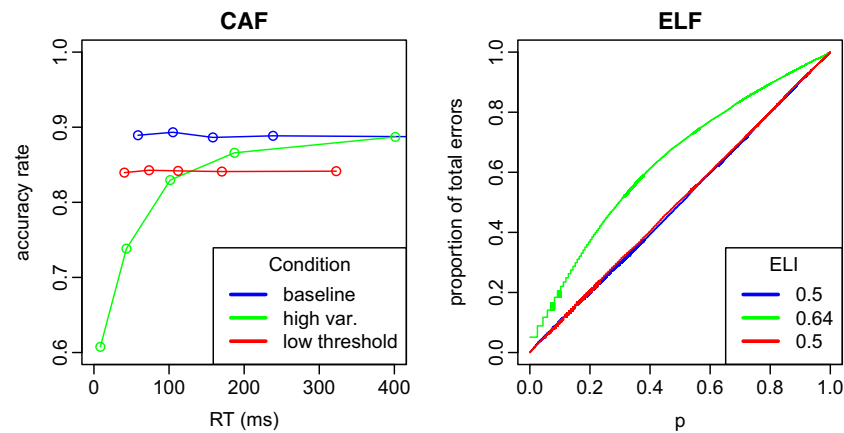 CAF
accuracy rate
1.0
0.9
0.8
0.7
0.6
0
100
200
300
400
RT (ms)
Condition
baseline
high var.
low threshold
ELF
proportion of total errors
1.0
0.8
0.6
0.4
0.2
0.0
0.0
0.2
0.4
0.6
0.8
1.0
p
ELI
0.5
0.64
0.5